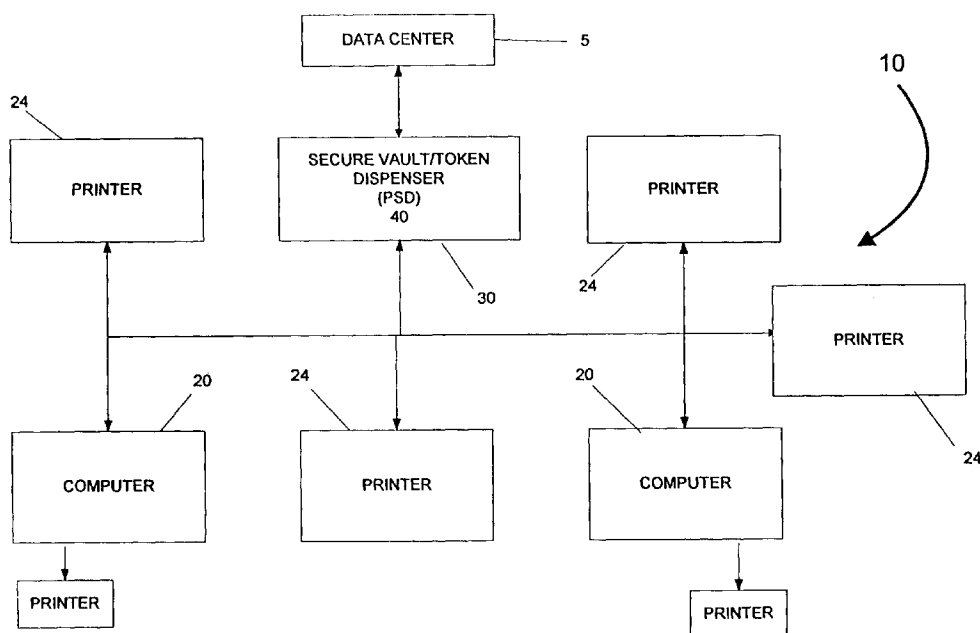 DATA CENTER
5
10
24
PRINTER
SECURE VAULT/TOKEN
DISPENSER
(PSD)
40
PRINTER
30
24
PRINTER
20
24
20
24
COMPUTER
PRINTER
COMPUTER
PRINTER
PRINTER